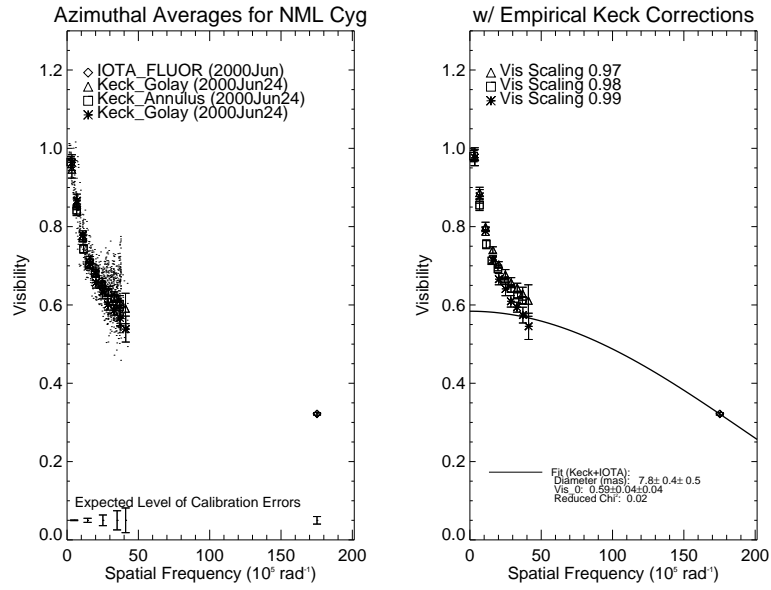 Azimuthal Averages for NML Cyg
1.2
1.0
0.8
0.6
0.4
0.2
0.0
Visibility
IOTA_FLUOR (2000Jun)
Keck_Golay (2000Jun24)
Keck_Annulus (2000Jun24)
Keck_Golay (2000Jun24)
Expected Level of Calibration Errors
0 50 100 150 200
Spatial Frequency (10⁵ rad⁻¹)
w/ Empirical Keck Corrections
1.2
1.0
0.8
0.6
0.4
0.2
0.0
Visibility
Vis Scaling 0.97
Vis Scaling 0.98
Vis Scaling 0.99
Fit (Keck+IOTA):
Diameter (mas): 7.8± 0.4± 0.5
Vis_0: 0.59±0.04±0.04
Reduced Chi²: 0.02
0 50 100 150 200
Spatial Frequency (10⁵ rad⁻¹)